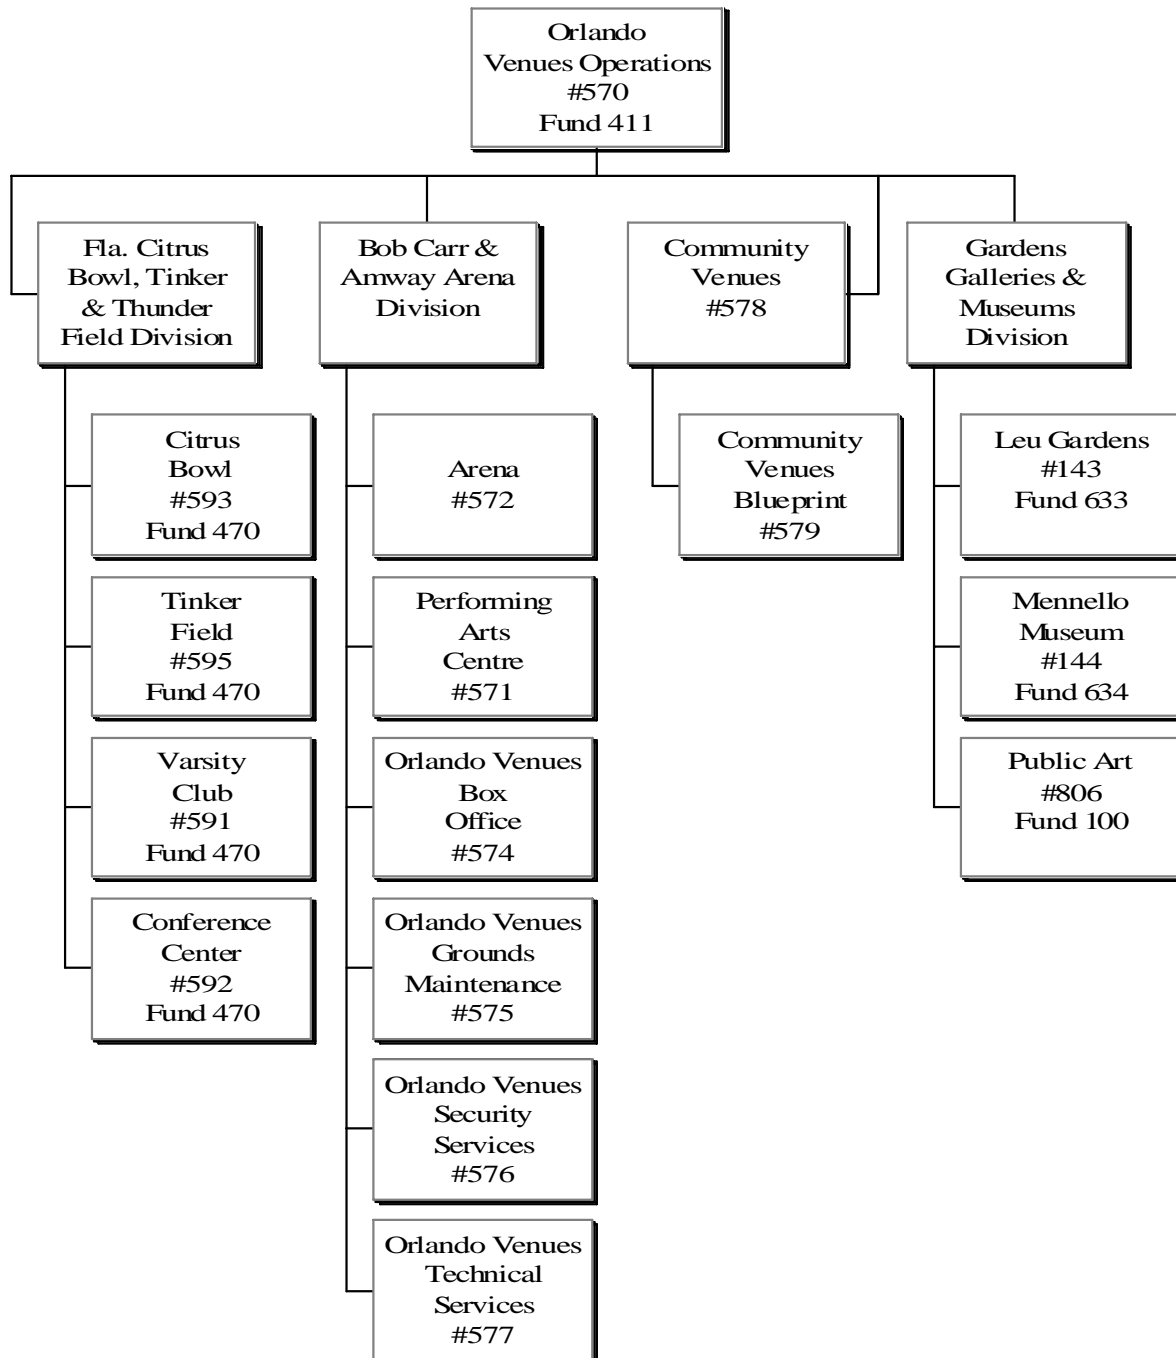 Orlando
Venues Operations
#570
Fund 411
Fla. Citrus
Bowl, Tinker
& Thunder
Field Division
Bob Carr &
Amway Arena
Division
Community
Venues
#578
Gardens
Galleries &
Museums
Division
Citrus
Bowl
#593
Fund 470
Tinker
Field
#595
Fund 470
Varsity
Club
#591
Fund 470
Conference
Center
#592
Fund 470
Arena
#572
Performing
Arts
Centre
#571
Orlando Venues
Box
Office
#574
Orlando Venues
Grounds
Maintenance
#575
Orlando Venues
Security
Services
#576
Orlando Venues
Technical
Services
#577
Community
Venues
Blueprint
#579
Leu Gardens
#143
Fund 633
Mennello
Museum
#144
Fund 634
Public Art
#806
Fund 100